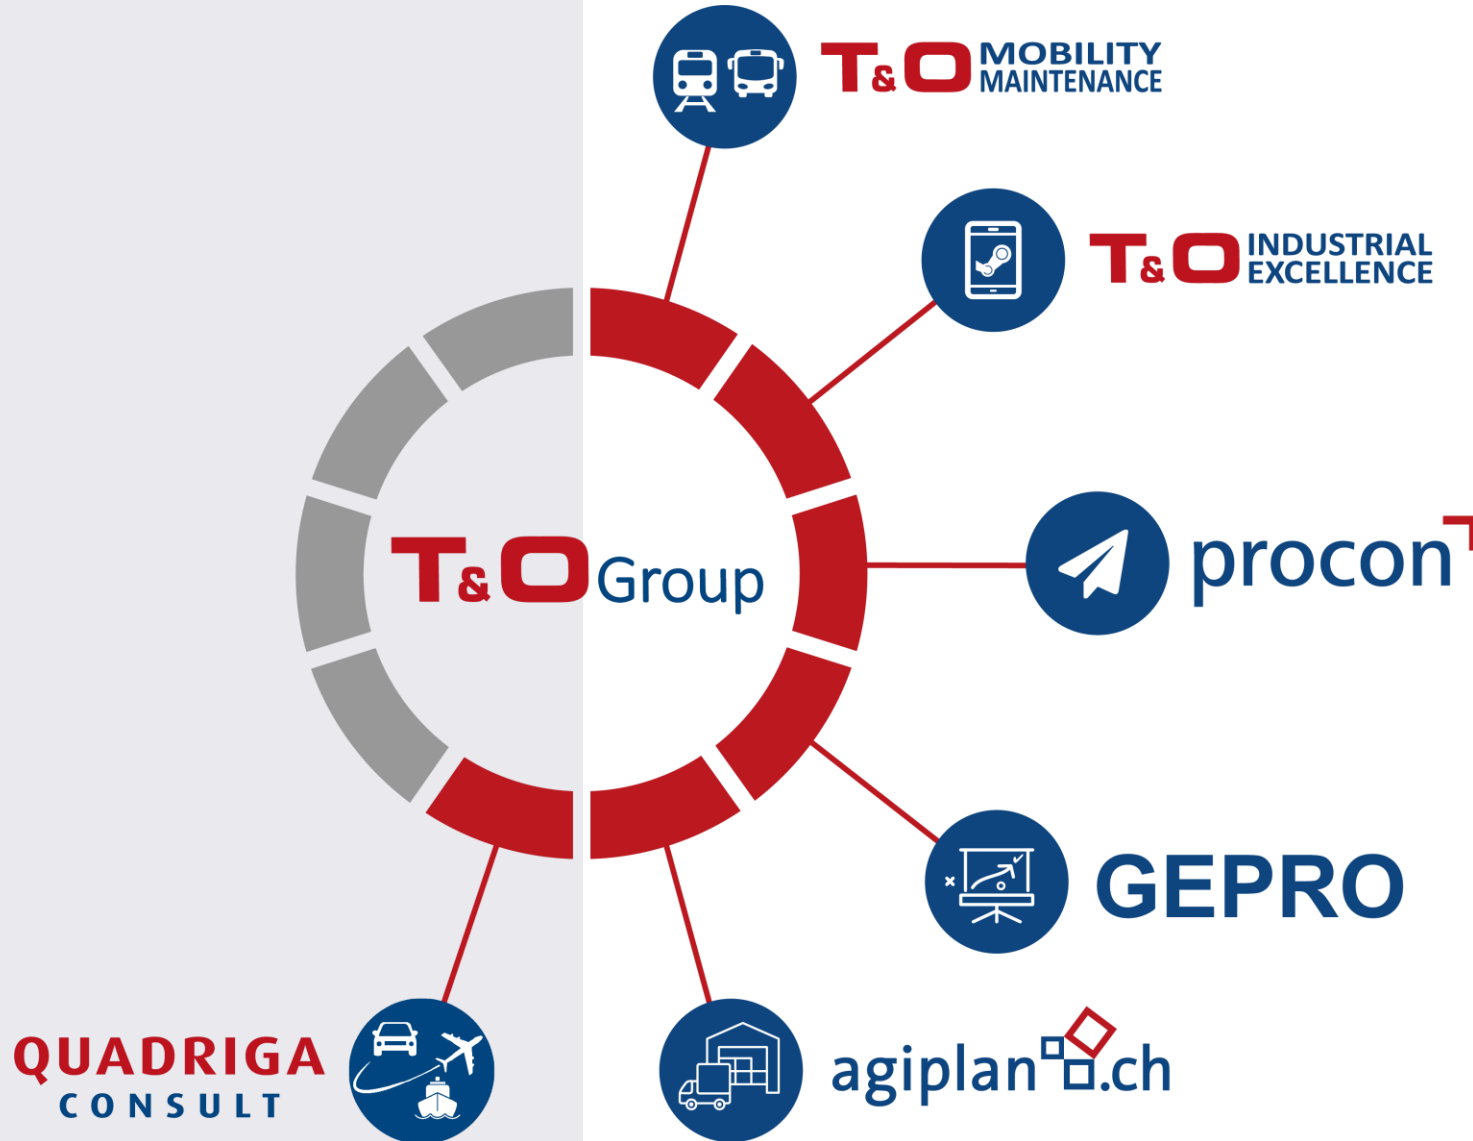 T&O MOBILITY
MAINTENANCE
T&O INDUSTRIAL
EXCELLENCE
procon
T&O Group
GEPRO
QUADRIGA
CONSULT
agiplan.ch